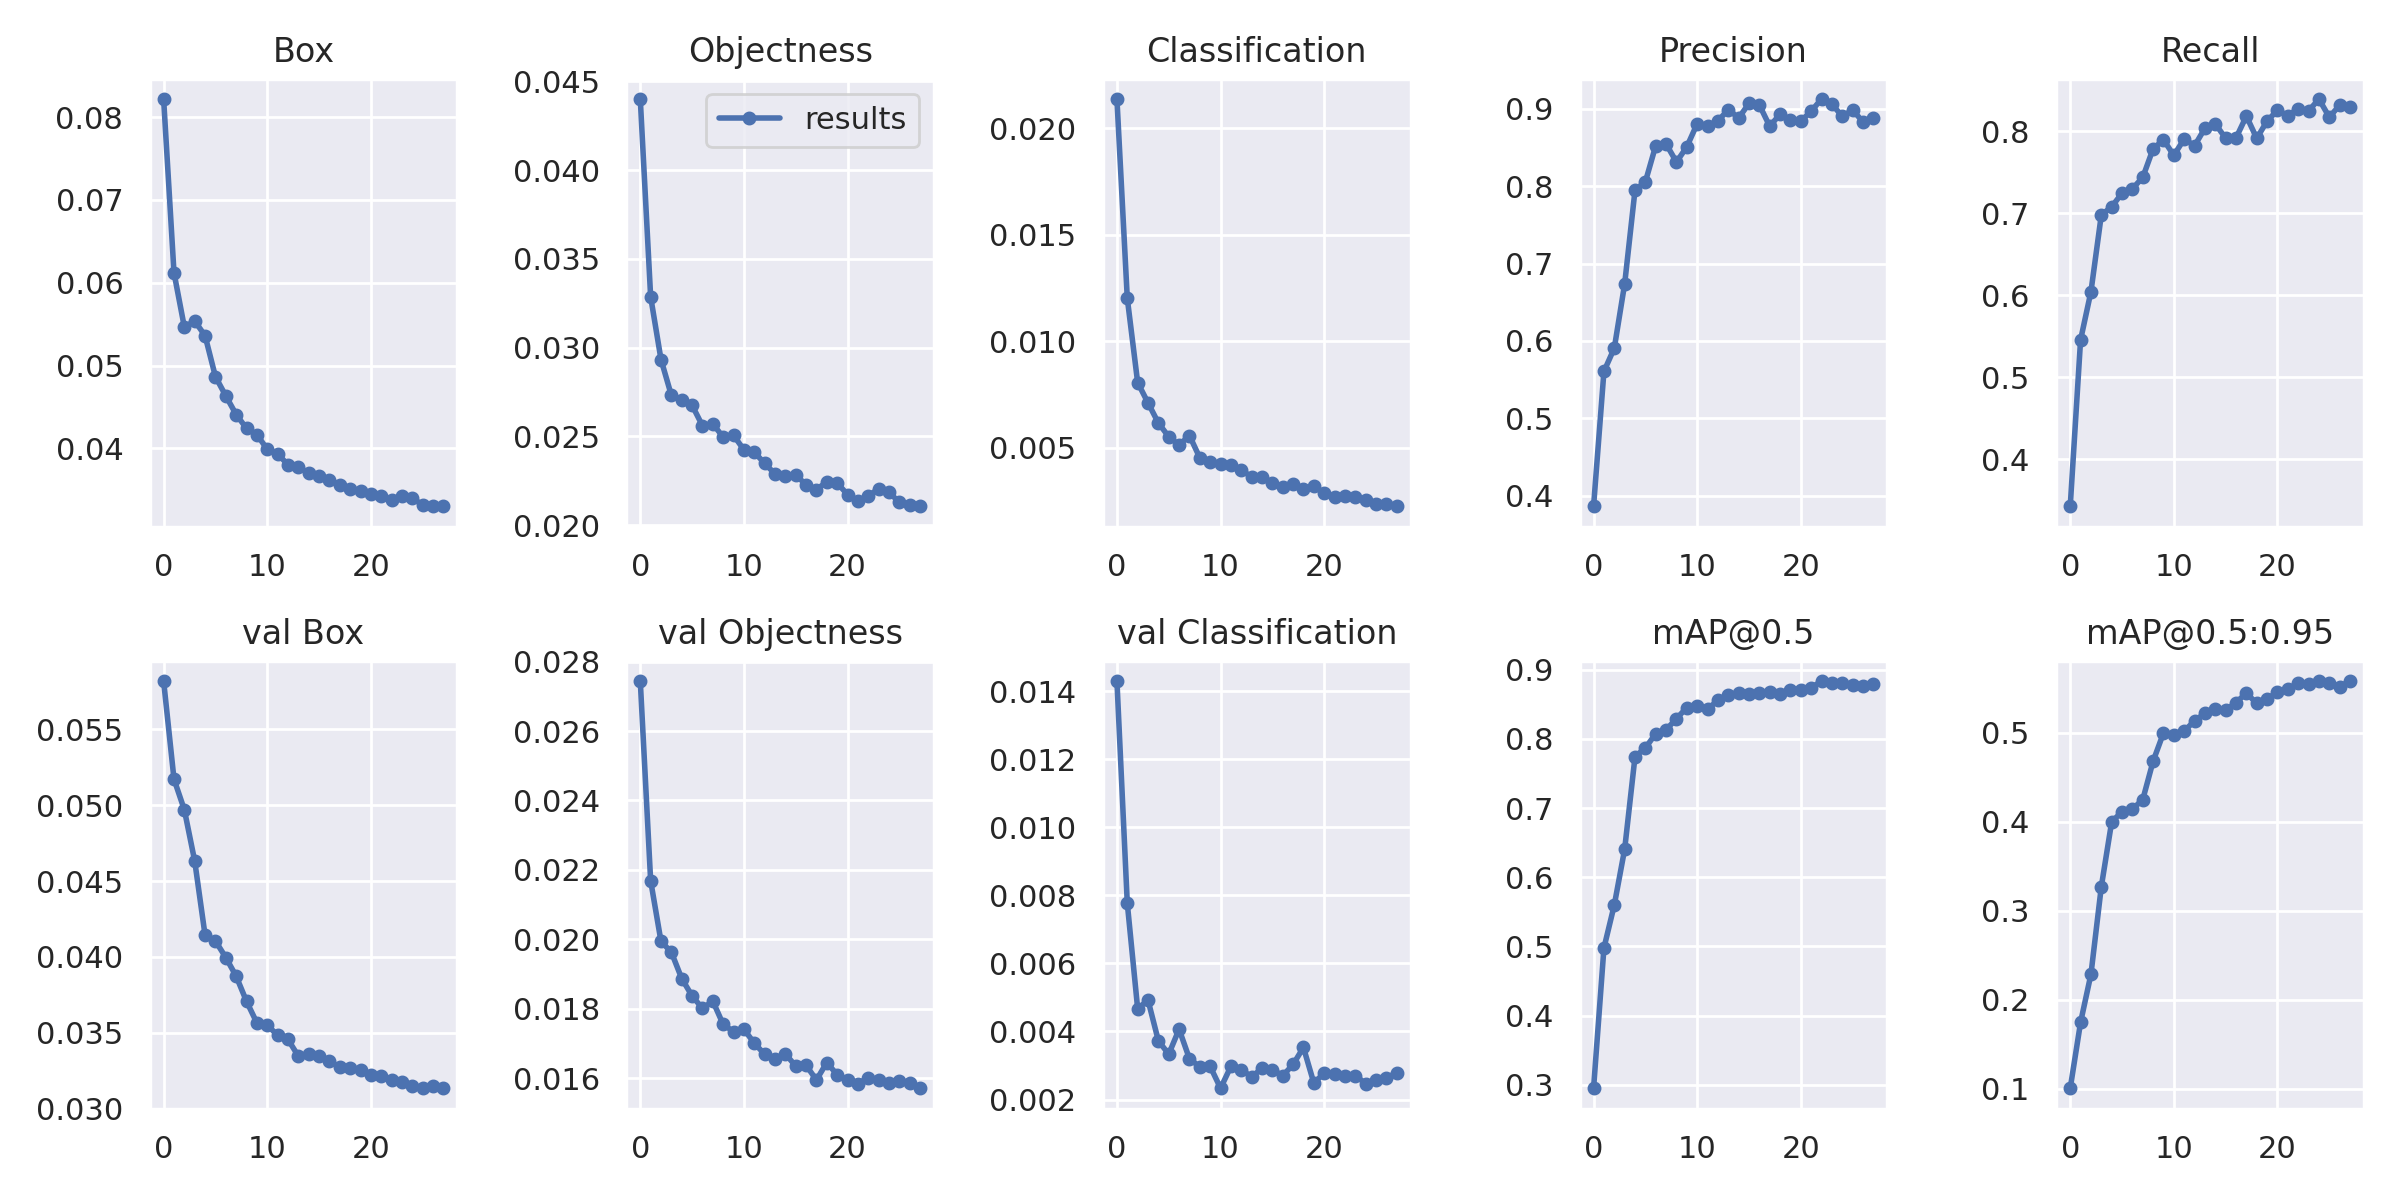 Box
0.08
0.07
0.06
0.05
0.04
0 10 20
Objectness
results
0.045
0.040
0.035
0.030
0.025
0.020
0 10 20
Classification
0.020
0.015
0.010
0.005
0 10 20
Precision
0.9
0.8
0.7
0.6
0.5
0.4
0 10 20
Recall
0.8
0.7
0.6
0.5
0.4
0 10 20
val Box
0.055
0.050
0.045
0.040
0.035
0.030
0 10 20
val Objectness
0.028
0.026
0.024
0.022
0.020
0.018
0.016
0 10 20
val Classification
0.014
0.012
0.010
0.008
0.006
0.004
0.002
0 10 20
mAP@0.5
0.9
0.8
0.7
0.6
0.5
0.4
0.3
0 10 20
mAP@0.5:0.95
0.5
0.4
0.3
0.2
0.1
0 10 20